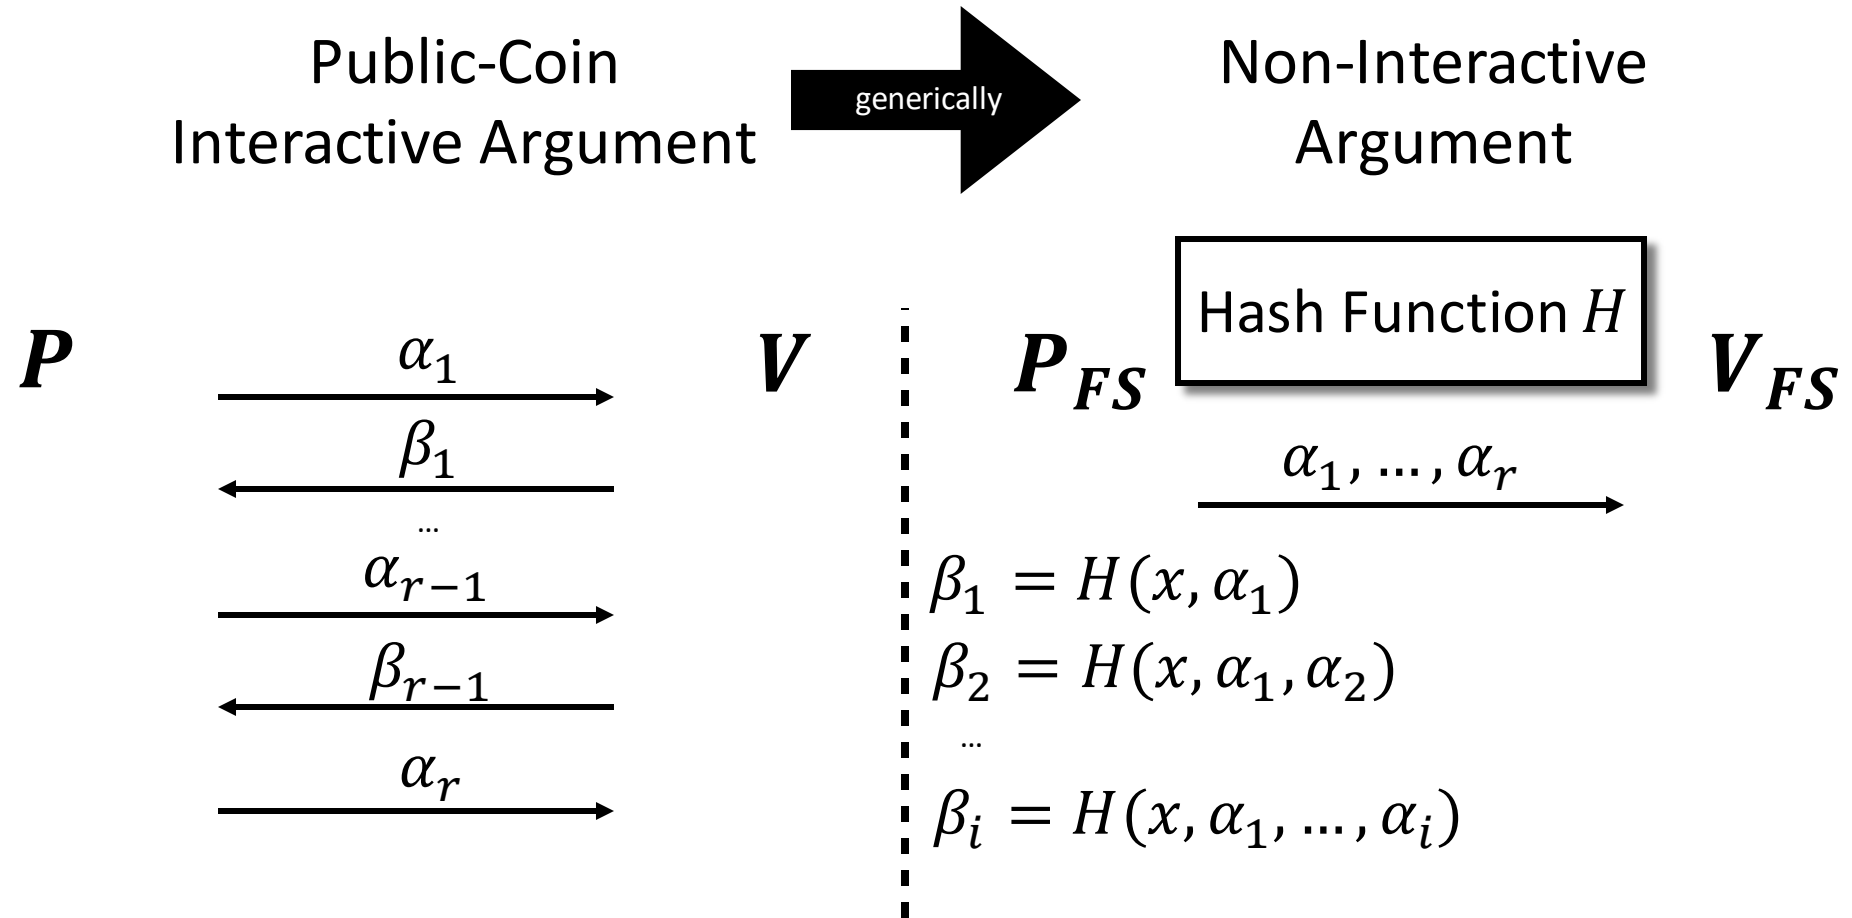 Public-Coin
Interactive Argument
generically
Non-Interactive
Argument
P
α₁
β₁
...
αᵣ₋₁
βᵣ₋₁
αᵣ
V
P_FS
Hash Function H
V_FS
α₁, ..., αᵣ
β₁ = H(x, α₁)
β₂ = H(x, α₁, α₂)
...
βᵢ = H(x, α₁, ..., αᵢ)